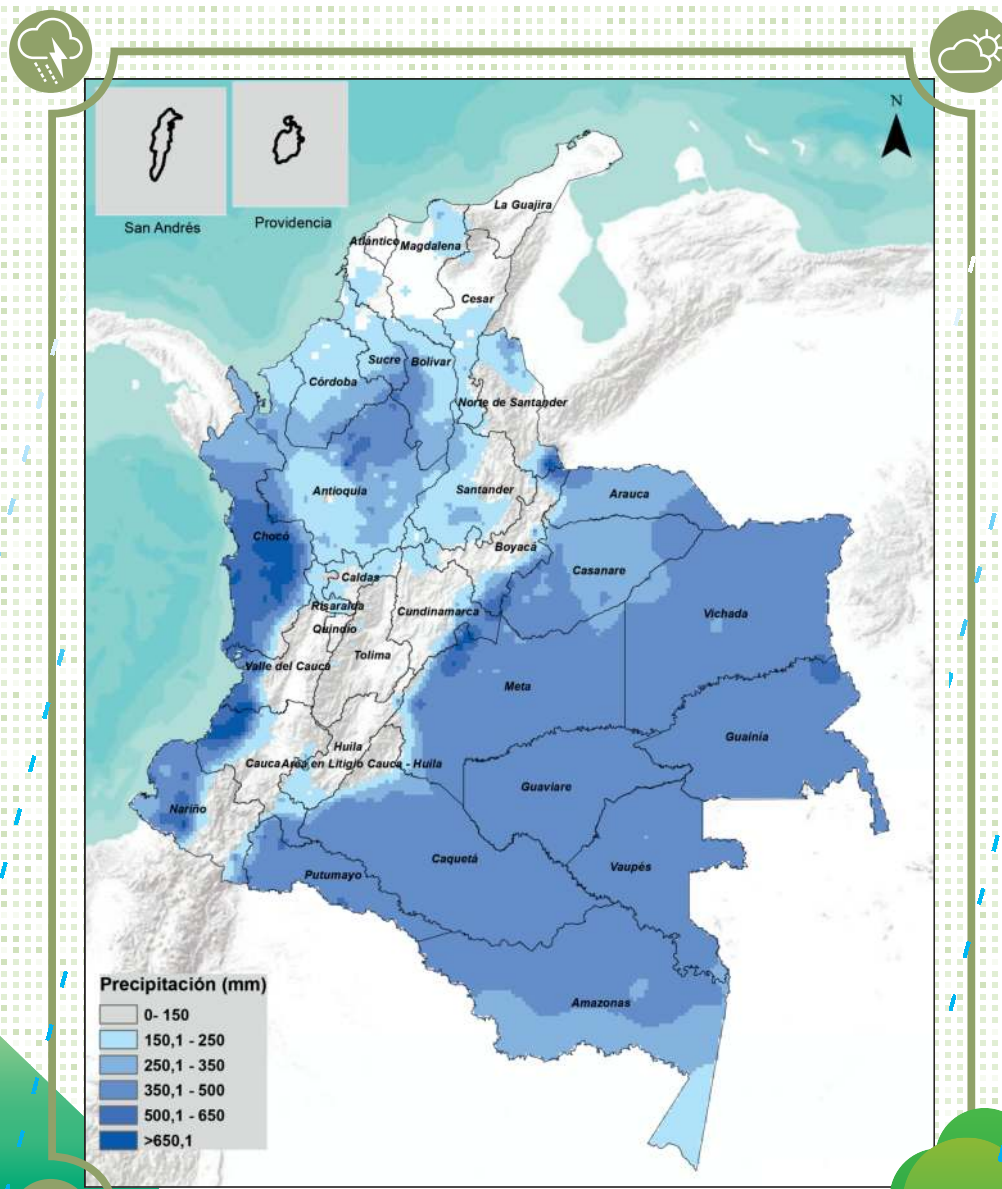 N
San Andrés
Providencia
La Guajira
Atlántico
Magdalena
Cesar
Sucre
Bolívar
Córdoba
Norte de Santander
Antioquia
Santander
Arauca
Chocó
Boyacá
Casanare
Caldas
Risaralda
Cundinamarca
Vichada
Quindío
Tolima
Valle del Cauca
Meta
Guainía
Huila
Cauca
Area en Litigio Cauca - Huila
Guaviare
Nariño
Caquetá
Vaupés
Putumayo
Amazonas
Precipitación (mm)
0- 150
150,1 - 250
250,1 - 350
350,1 - 500
500,1 - 650
>650,1